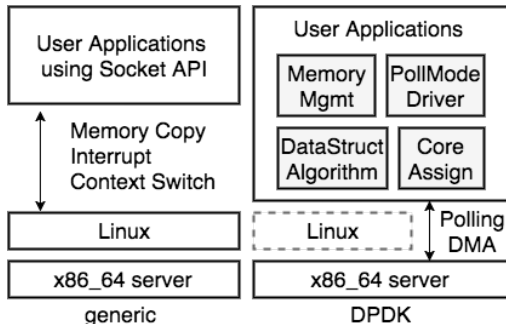 User Applications
using Socket API
Memory Copy
Interrupt
Context Switch
Linux
x86_64 server
generic
User Applications
Memory
Mgmt
PollMode
Driver
DataStruct
Algorithm
Core
Assign
Linux
Polling
DMA
x86_64 server
DPDK